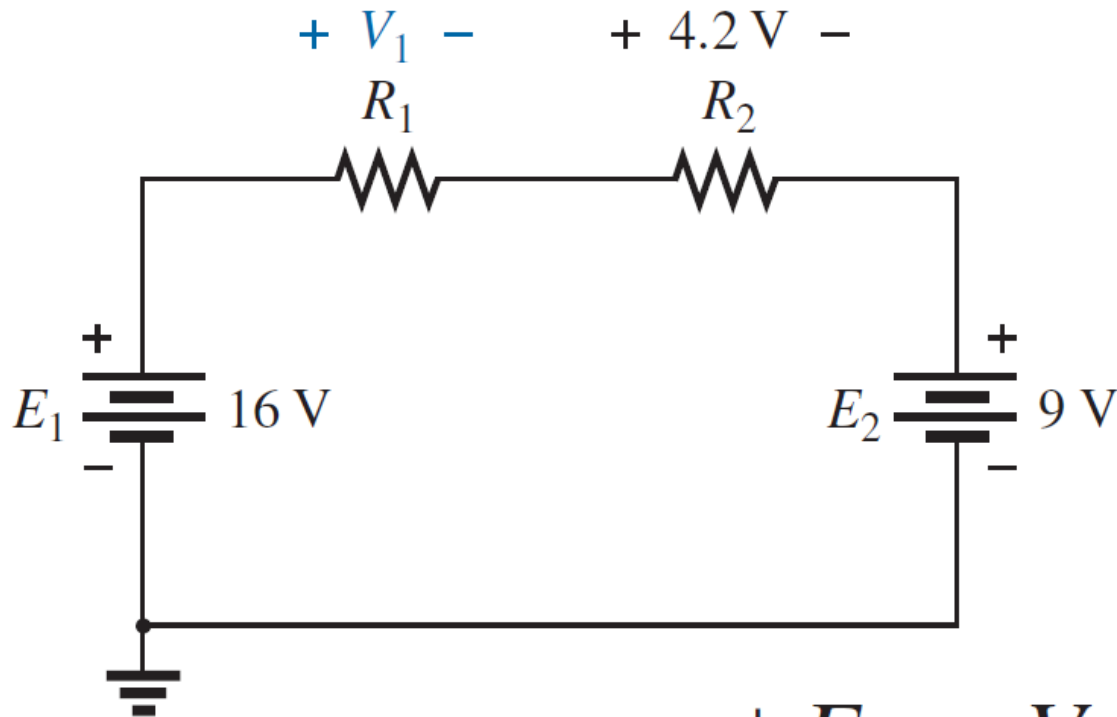 + V₁ − + 4.2 V −
R₁ R₂
+ +
E₁ 16 V E₂ 9 V
− −